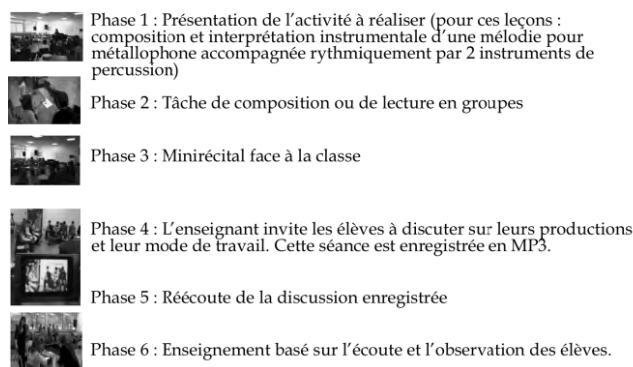 Phase 1 : Présentation de l'activité à réaliser (pour ces leçons :
composition et interprétation instrumentale d'une mélodie pour
métallophone accompagnée rythmiquement par 2 instruments de
percussion)
Phase 2 : Tâche de composition ou de lecture en groupes
Phase 3 : Minirécital face à la classe
Phase 4 : L'enseignant invite les élèves à discuter sur leurs productions
et leur mode de travail. Cette séance est enregistrée en MP3.
Phase 5 : Réécoute de la discussion enregistrée
Phase 6 : Enseignement basé sur l'écoute et l'observation des élèves.